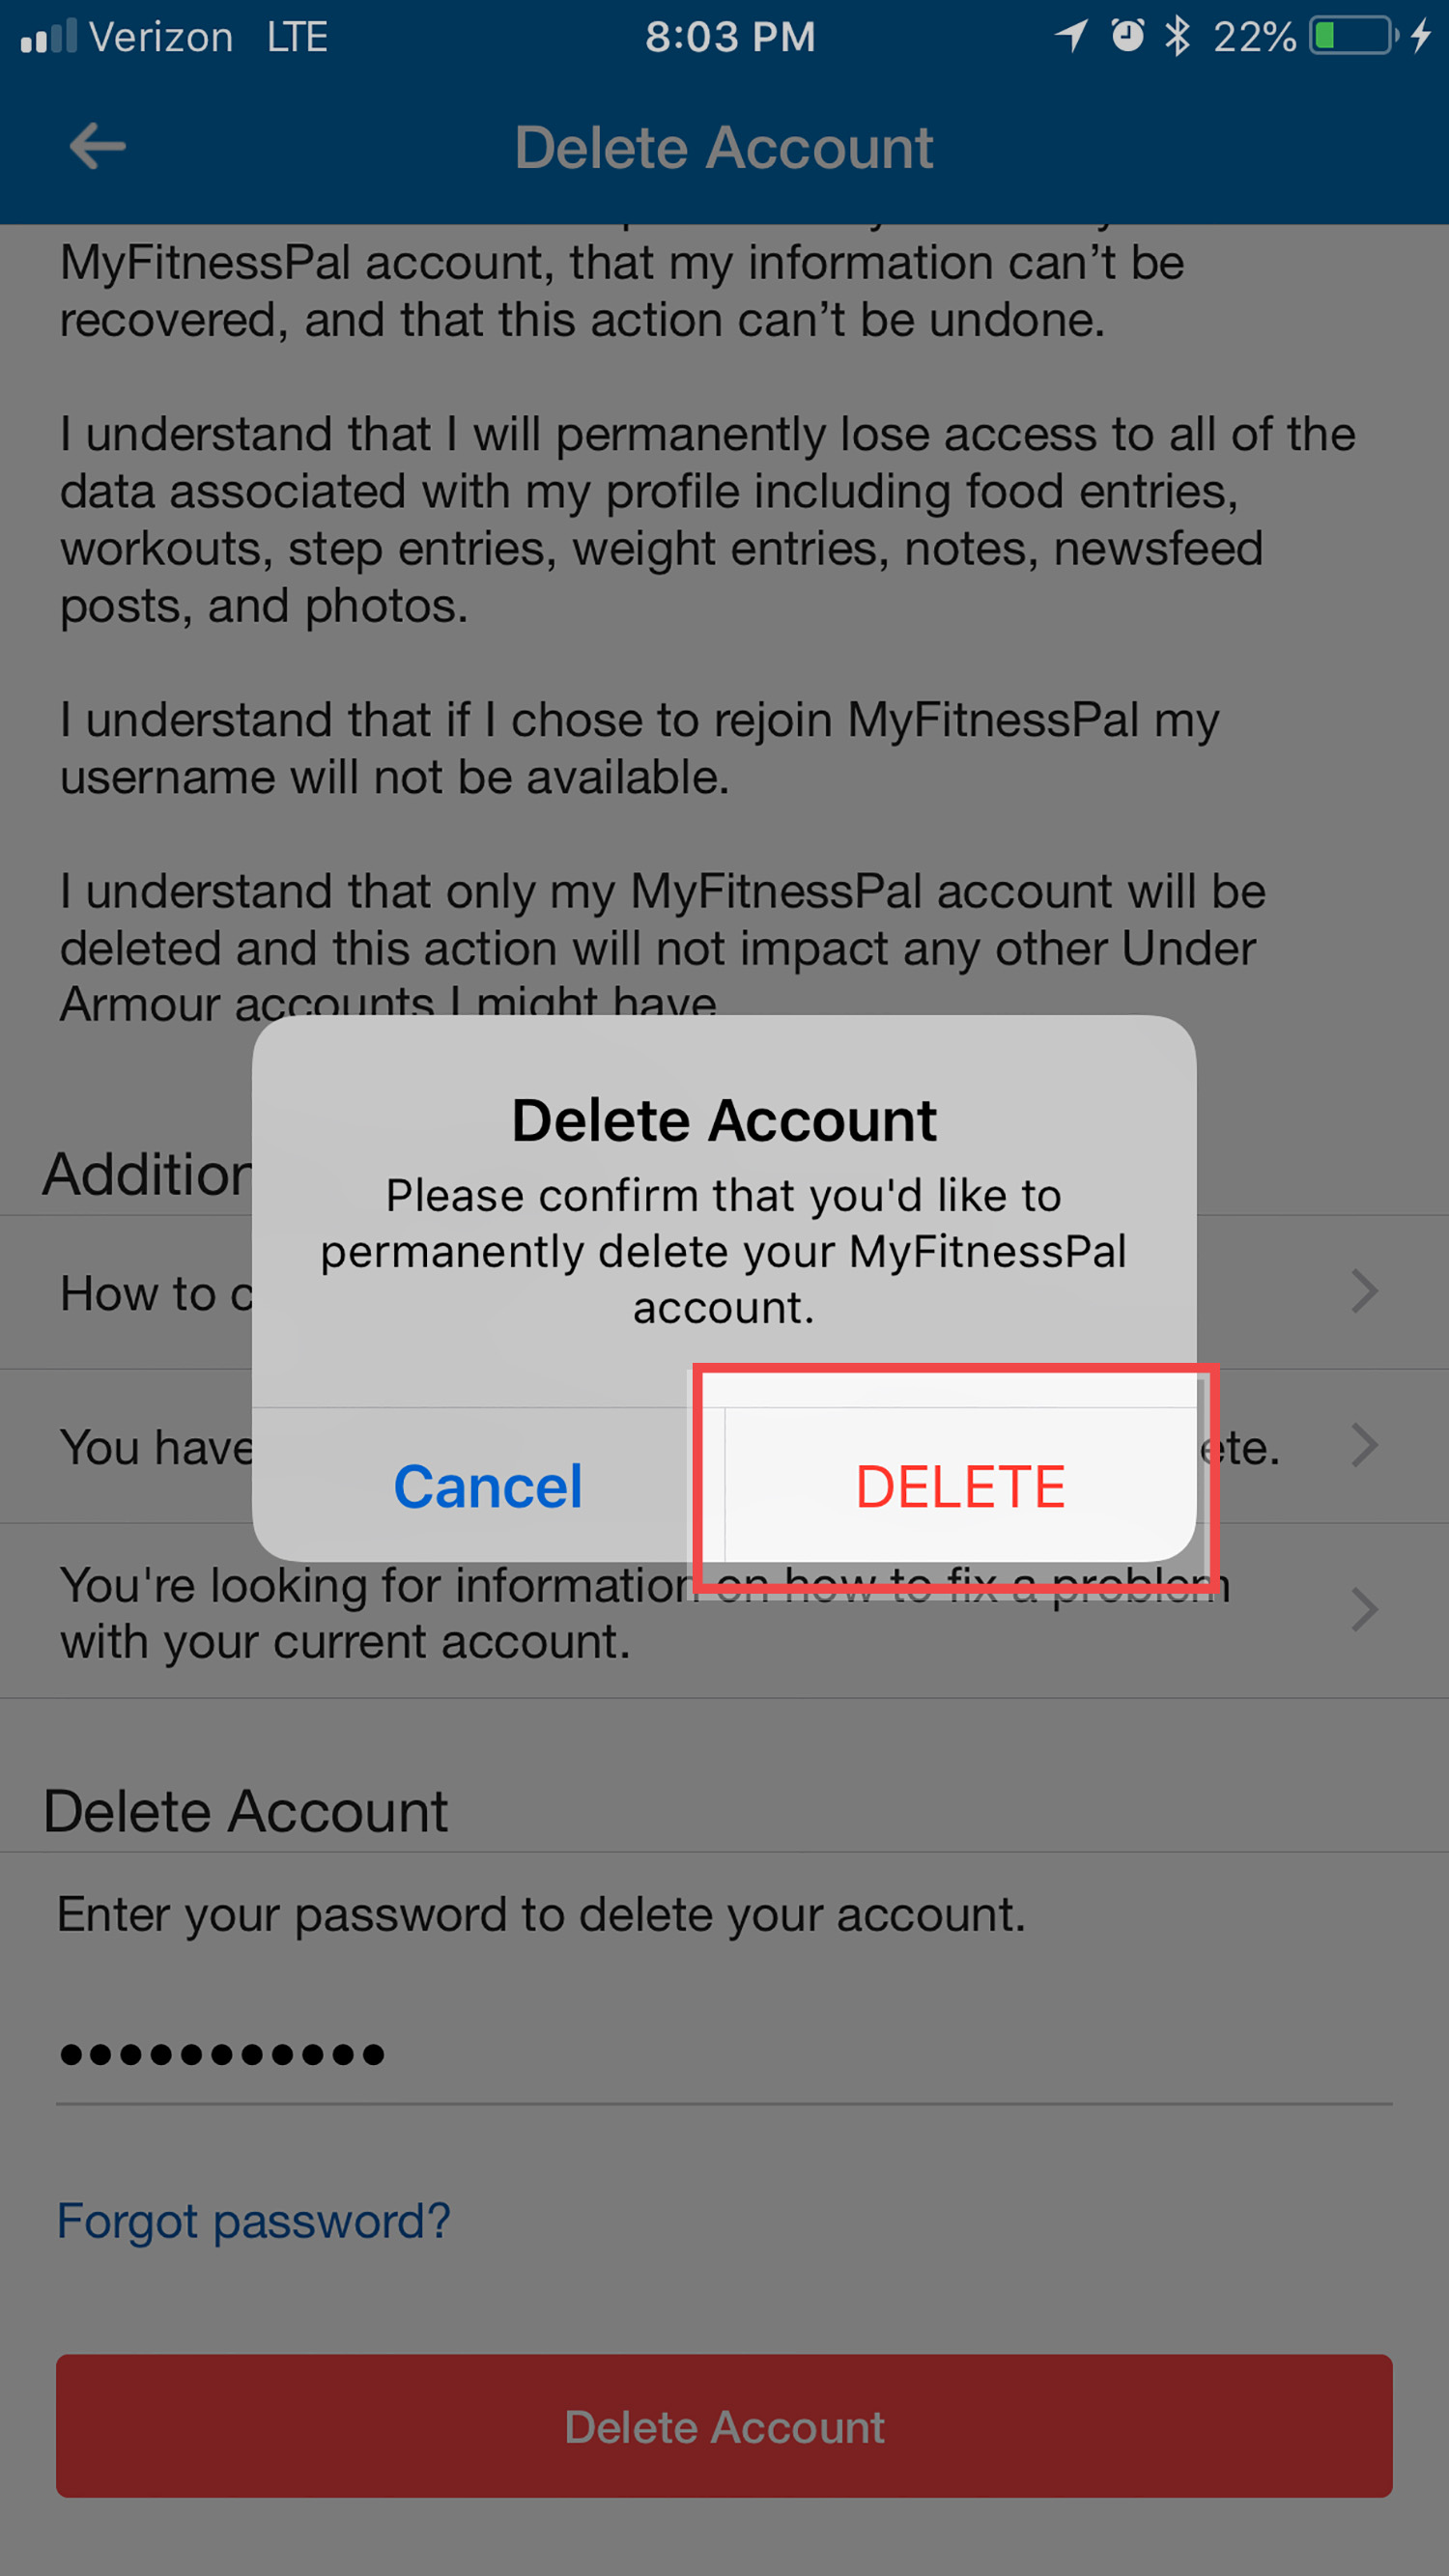 Verizon LTE 8:03 PM 22%
Delete Account
MyFitnessPal account, that my information can’t be
recovered, and that this action can’t be undone.
I understand that I will permanently lose access to all of the
data associated with my profile including food entries,
workouts, step entries, weight entries, notes, newsfeed
posts, and photos.
I understand that if I chose to rejoin MyFitnessPal my
username will not be available.
I understand that only my MyFitnessPal account will be
deleted and this action will not impact any other Under
Armour accounts I might have
Delete Account
Please confirm that you'd like to
permanently delete your MyFitnessPal
account.
Cancel DELETE
How to
You have
You're looking for information on how to fix a problem
with your current account.
Delete Account
Enter your password to delete your account.
•••••••••••
Forgot password?
Delete Account